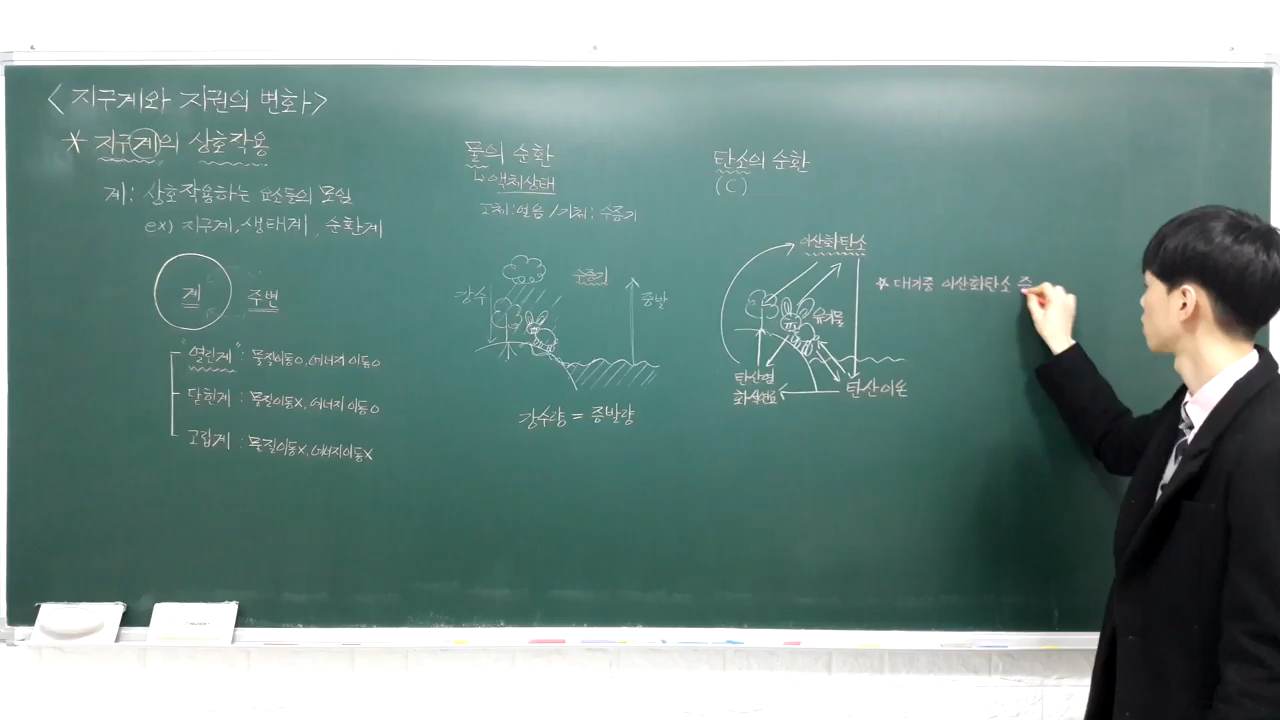 <지구계와 지권의 변화>
* 지구계의 상호작용
계: 상호작용하는 요소들의 모임
ex) 지구계, 생태계, 순환계
계 주변
"열린계": 물질이동O, 에너지 이동O
닫힌계: 물질이동X, 에너지 이동O
고립계: 물질이동X, 에너지이동X
물의 순환
↳액체상태
고체:얼음 / 기체: 수증기
강수
수증기
증발
강수량 = 증발량
탄소의 순환
(C)
이산화탄소
유기물
탄산염
화석연료
탄산이온
* 대기중 이산화탄소